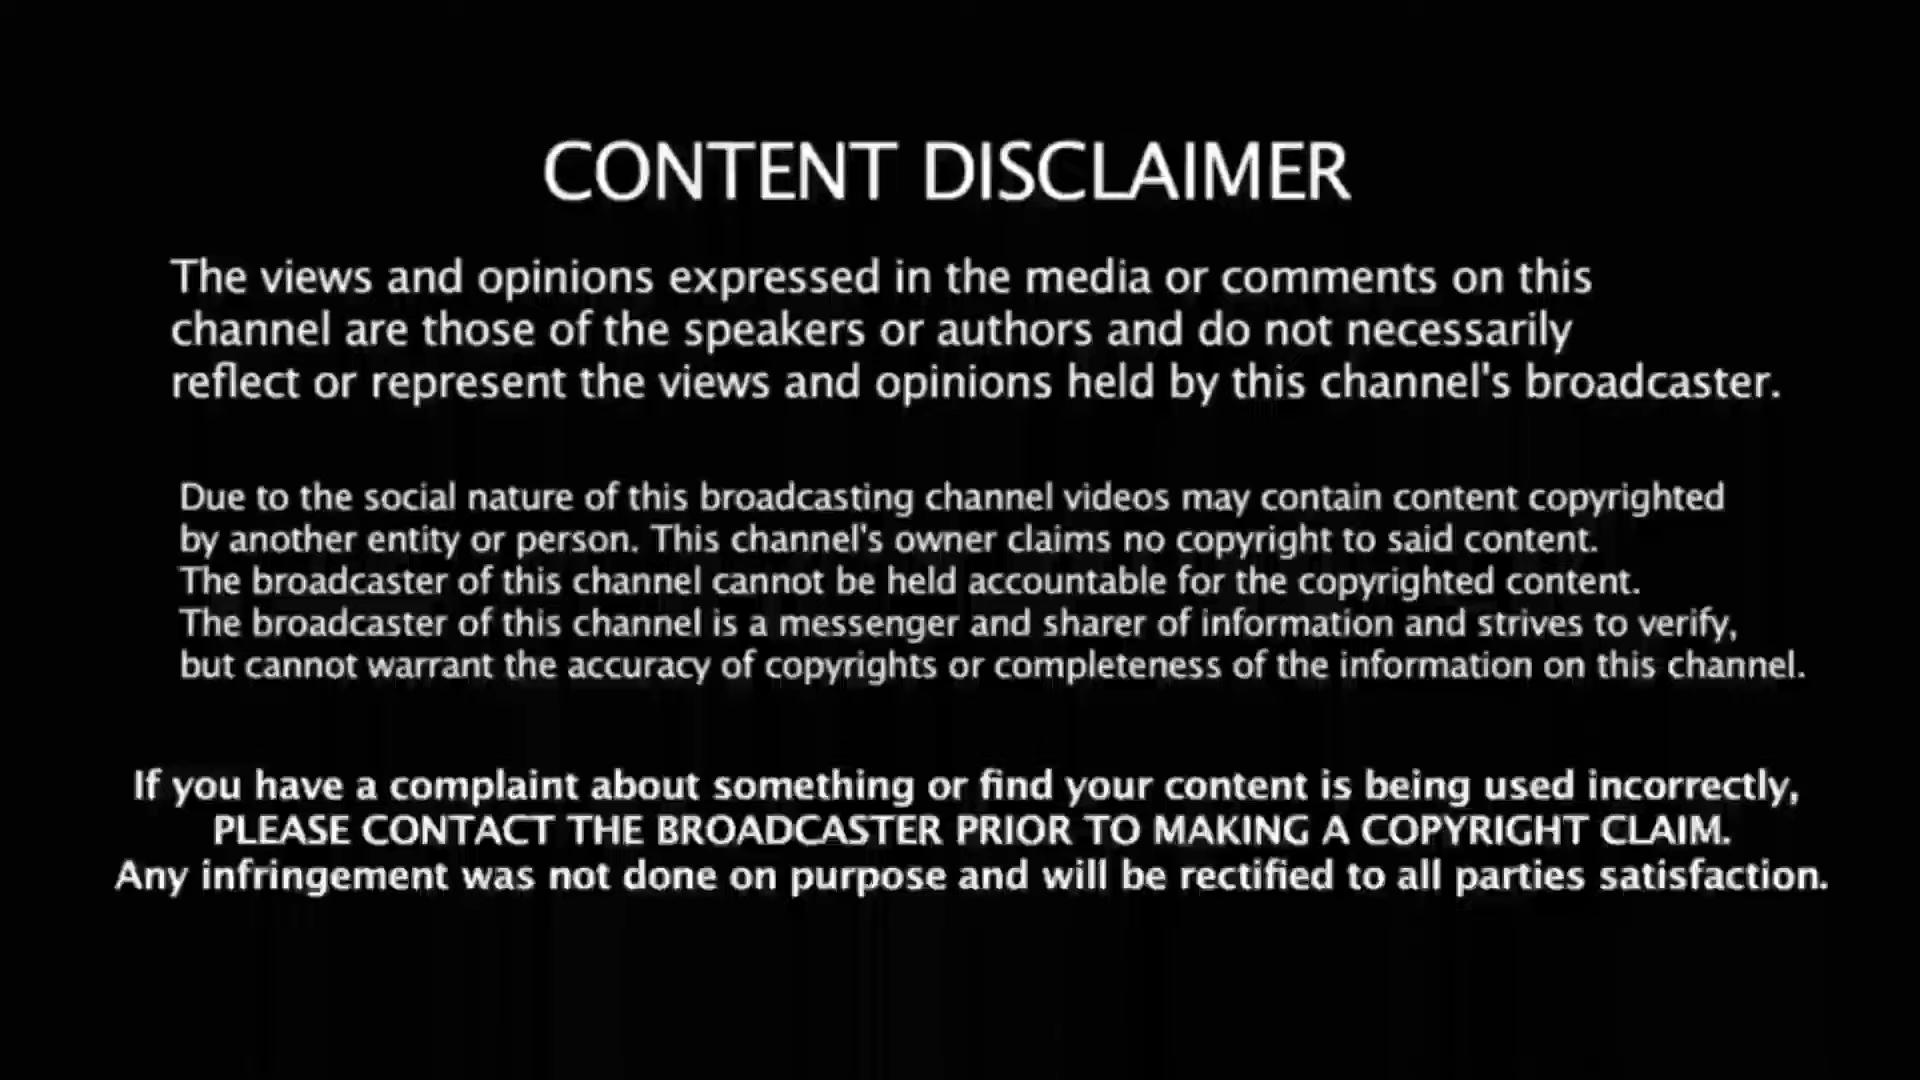 CONTENT DISCLAIMER
The views and opinions expressed in the media or comments on this
channel are those of the speakers or authors and do not necessarily
reflect or represent the views and opinions held by this channel's broadcaster.
Due to the social nature of this broadcasting channel videos may contain content copyrighted
by another entity or person. This channel's owner claims no copyright to said content.
The broadcaster of this channel cannot be held accountable for the copyrighted content.
The broadcaster of this channel is a messenger and sharer of information and strives to verify,
but cannot warrant the accuracy of copyrights or completeness of the information on this channel.
If you have a complaint about something or find your content is being used incorrectly,
PLEASE CONTACT THE BROADCASTER PRIOR TO MAKING A COPYRIGHT CLAIM.
Any infringement was not done on purpose and will be rectified to all parties satisfaction.